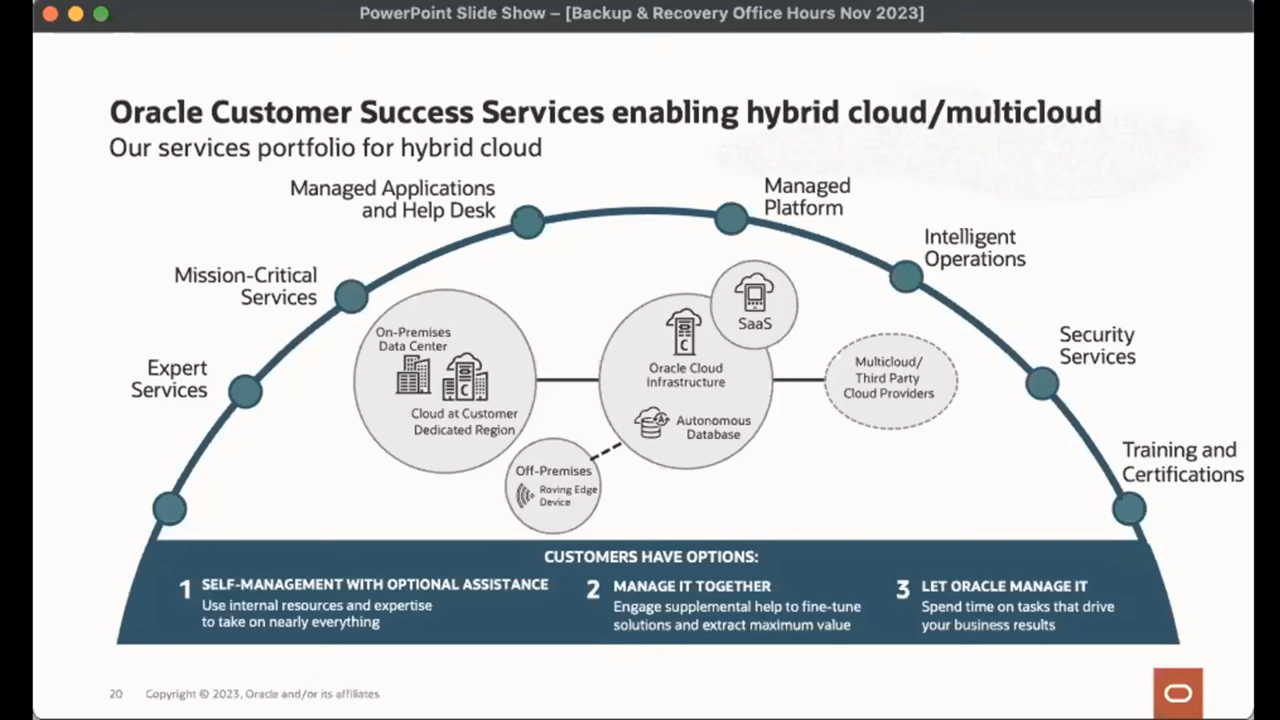 PowerPoint Slide Show – [Backup & Recovery Office Hours Nov 2023]
Oracle Customer Success Services enabling hybrid cloud/multicloud
Our services portfolio for hybrid cloud
Managed Applications
and Help Desk
Managed
Platform
Intelligent
Operations
Mission-Critical
Services
Security
Services
Expert
Services
Training and
Certifications
On-Premises
Data Center
C
Cloud at Customer
Dedicated Region
Off-Premises
Roving Edge
Device
C
Oracle Cloud
Infrastructure
A
Autonomous
Database
SaaS
Multicloud/
Third Party
Cloud Providers
CUSTOMERS HAVE OPTIONS:
1 SELF-MANAGEMENT WITH OPTIONAL ASSISTANCE
Use internal resources and expertise
to take on nearly everything
2 MANAGE IT TOGETHER
Engage supplemental help to fine-tune
solutions and extract maximum value
3 LET ORACLE MANAGE IT
Spend time on tasks that drive
your business results
20 Copyright © 2023, Oracle and/or its affiliates